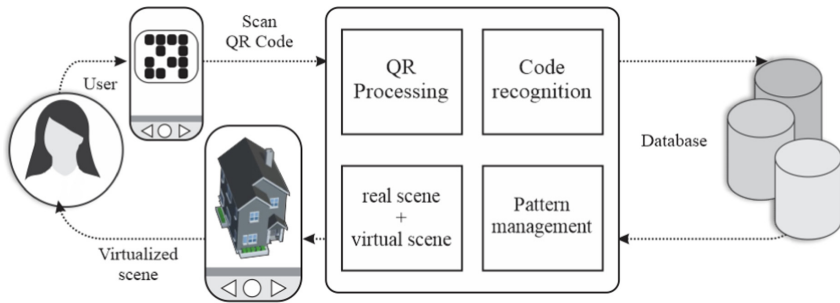 Scan
QR Code
User
QR
Processing
Code
recognition
Database
real scene
+
virtual scene
Pattern
management
Virtualized
scene